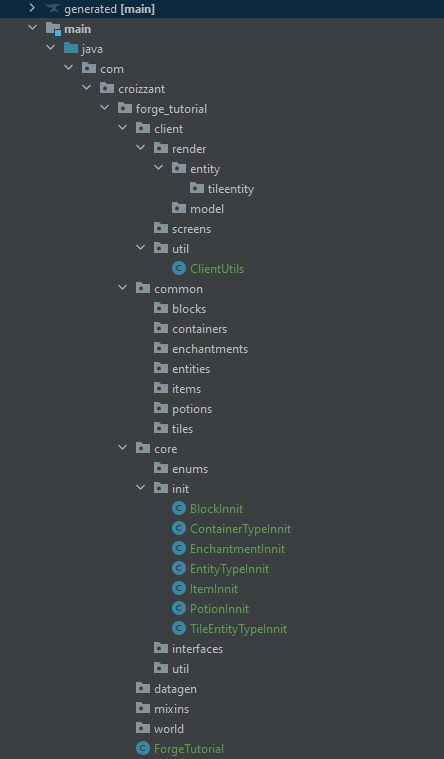 generated [main]
main
java
com
croizzant
forge_tutorial
client
render
entity
tileentity
model
screens
util
ClientUtils
common
blocks
containers
enchantments
entities
items
potions
tiles
core
enums
init
BlockInnit
ContainerTypeInnit
EnchantmentInnit
EntityTypeInnit
ItemInnit
PotionInnit
TileEntityTypeInnit
interfaces
util
datagen
mixins
world
ForgeTutorial